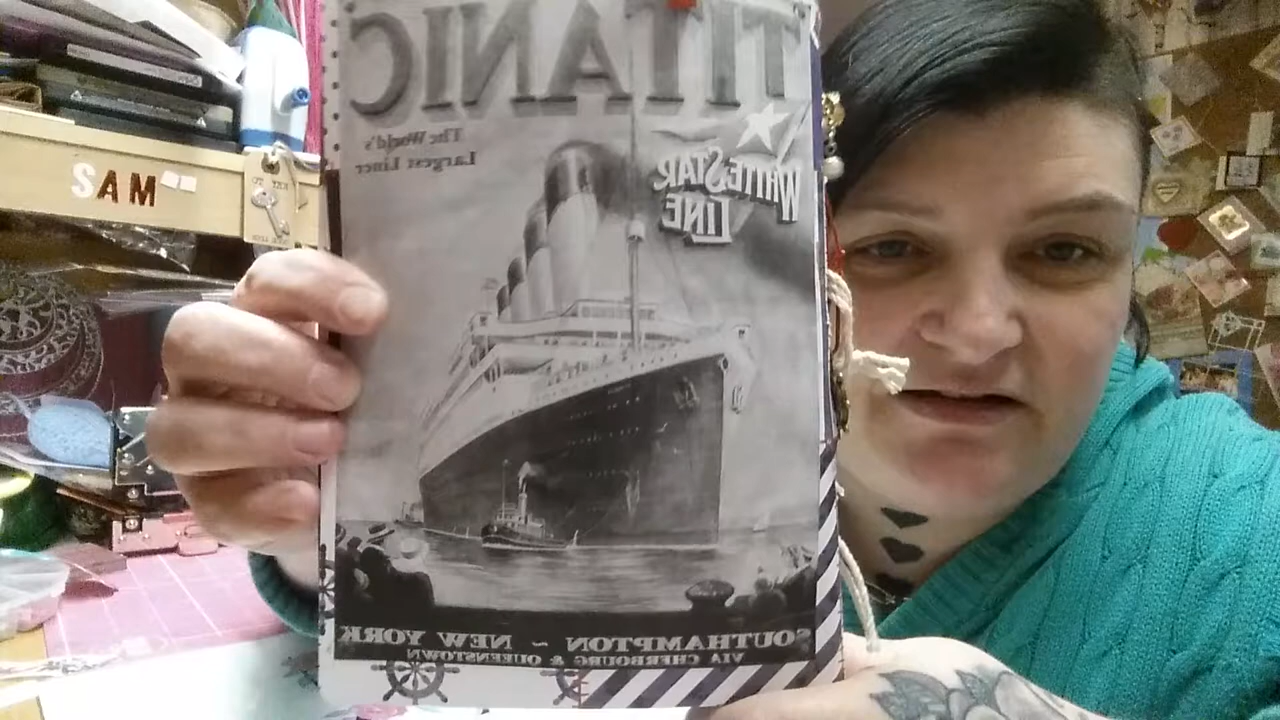 TITANIC
The World's
Largest Liner
WHITE STAR
LINE
SOUTHAMPTON ~ NEW YORK
VIA CHERBOURG & QUEENSTOWN
SAM